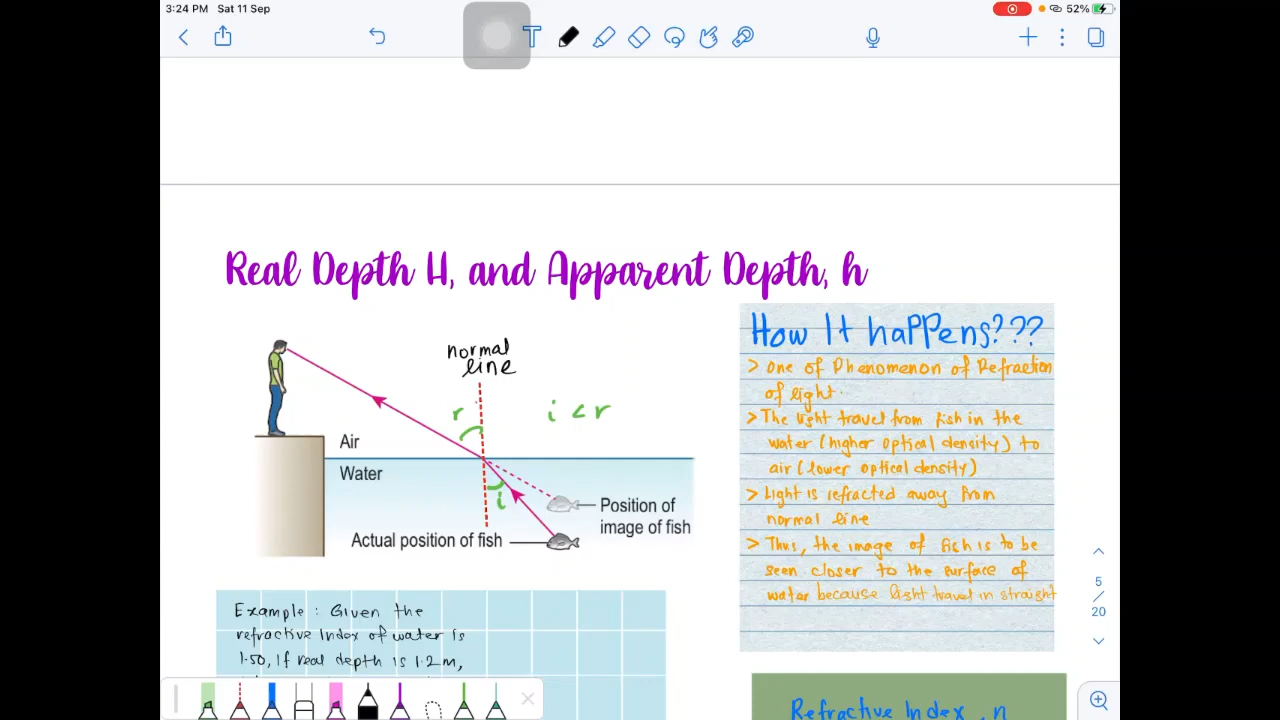 3:24 PM Sat 11 Sep
52%
T
Real Depth H, and Apparent Depth, h
normal
line
r
i < r
Air
Water
i
Position of
image of fish
Actual position of fish
How It happens???
> One of Phenomenon of Refraction
of light.
> The light travel from fish in the
water (higher optical density) to
air (lower optical density)
> Light is refracted away from
normal line
> Thus, the image of fish is to be
seen closer to the surface of
water because light travel in straight
5
/
20
Example : Given the
refractive index of water is
1.50, if real depth is 1.2m,
Refractive Index, n